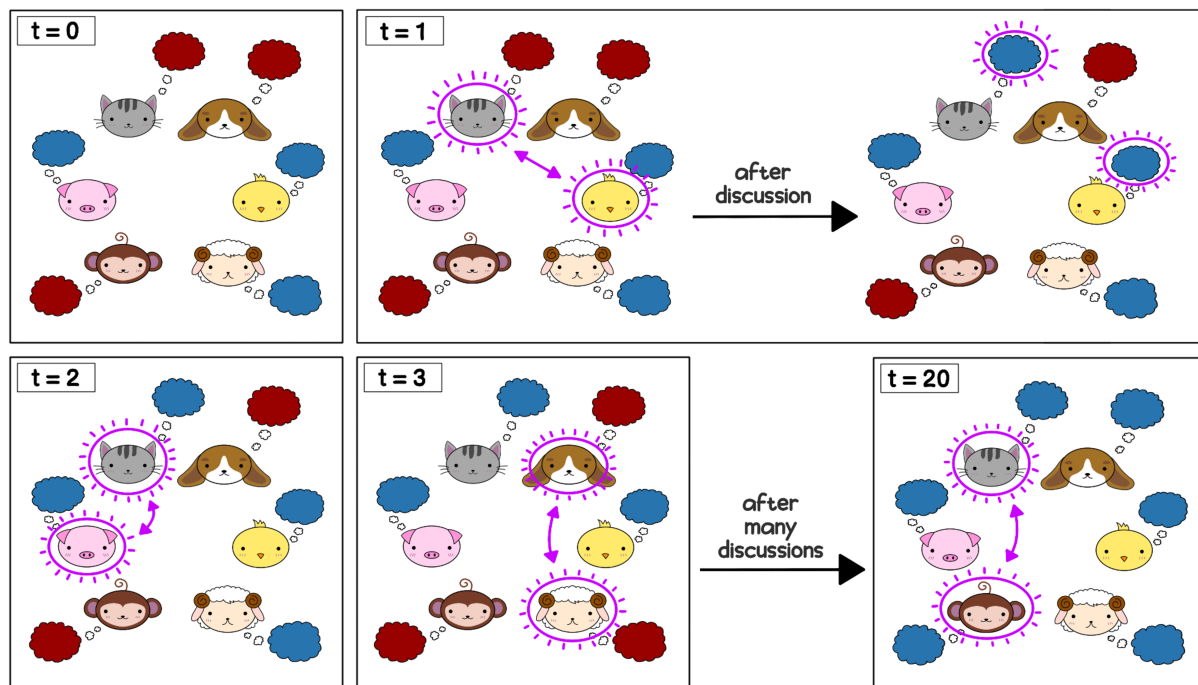 t = 0
t = 1
after
discussion
t = 2
t = 3
after
many
discussions
t = 20